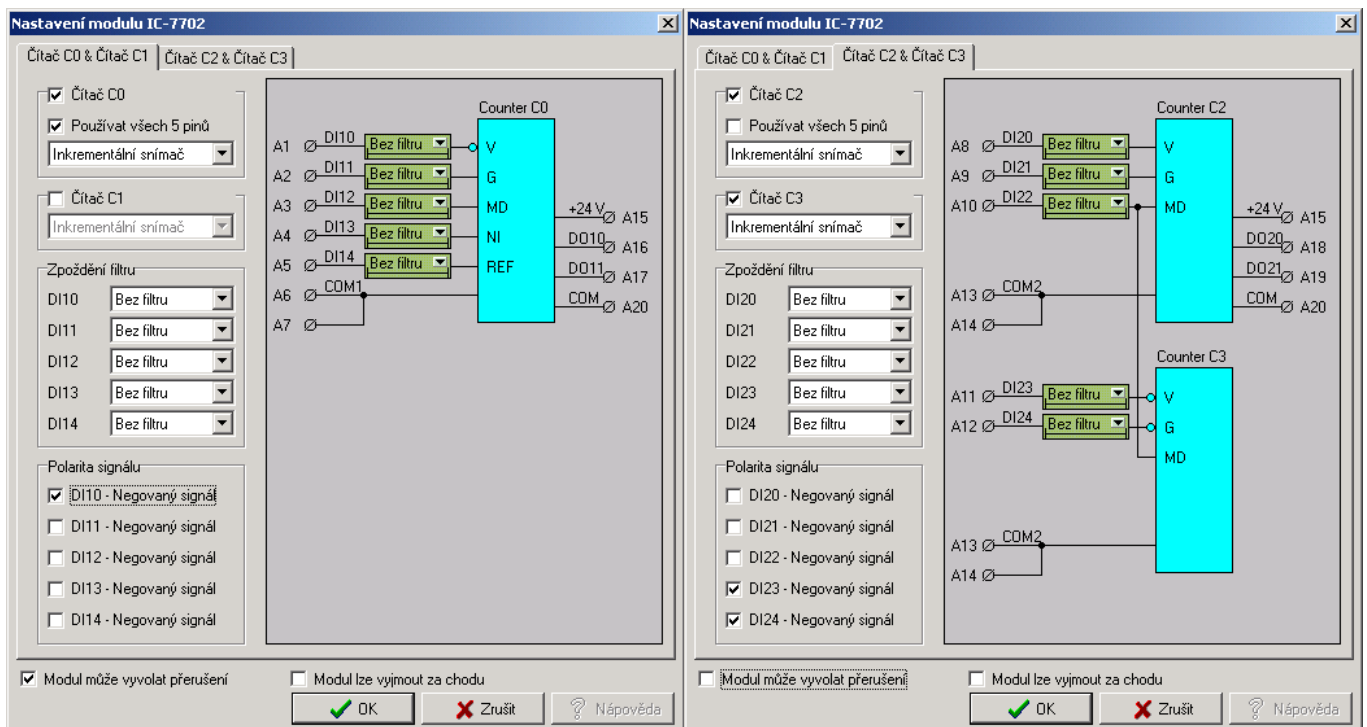 Nastavení modulu IC-7702
Čítač C0 & Čítač C1
Čítač C2 & Čítač C3
Čítač C0
Používat všech 5 pinů
Inkrementální snímač
Čítač C1
Inkrementální snímač
Zpoždění filtru
DI10 Bez filtru
DI11 Bez filtru
DI12 Bez filtru
DI13 Bez filtru
DI14 Bez filtru
Polarita signálu
DI10 - Negovaný signál
DI11 - Negovaný signál
DI12 - Negovaný signál
DI13 - Negovaný signál
DI14 - Negovaný signál
Counter C0
A1 DI10 Bez filtru V
A2 DI11 Bez filtru G
A3 DI12 Bez filtru MD +24 V A15
A4 DI13 Bez filtru NI DO10 A16
A5 DI14 Bez filtru REF DO11 A17
A6 COM1 COM A20
A7
Modul může vyvolat přerušení
Modul lze vyjmout za chodu
OK
Zrušit
Nápověda
Nastavení modulu IC-7702
Čítač C0 & Čítač C1
Čítač C2 & Čítač C3
Čítač C2
Používat všech 5 pinů
Inkrementální snímač
Čítač C3
Inkrementální snímač
Zpoždění filtru
DI20 Bez filtru
DI21 Bez filtru
DI22 Bez filtru
DI23 Bez filtru
DI24 Bez filtru
Polarita signálu
DI20 - Negovaný signál
DI21 - Negovaný signál
DI22 - Negovaný signál
DI23 - Negovaný signál
DI24 - Negovaný signál
Counter C2
A8 DI20 Bez filtru V
A9 DI21 Bez filtru G
A10 DI22 Bez filtru MD +24 V A15
DO20 A18
DO21 A19
A13 COM2 COM A20
A14
Counter C3
A11 DI23 Bez filtru V
A12 DI24 Bez filtru G
MD
A13 COM2
A14
Modul může vyvolat přerušení
Modul lze vyjmout za chodu
OK
Zrušit
Nápověda